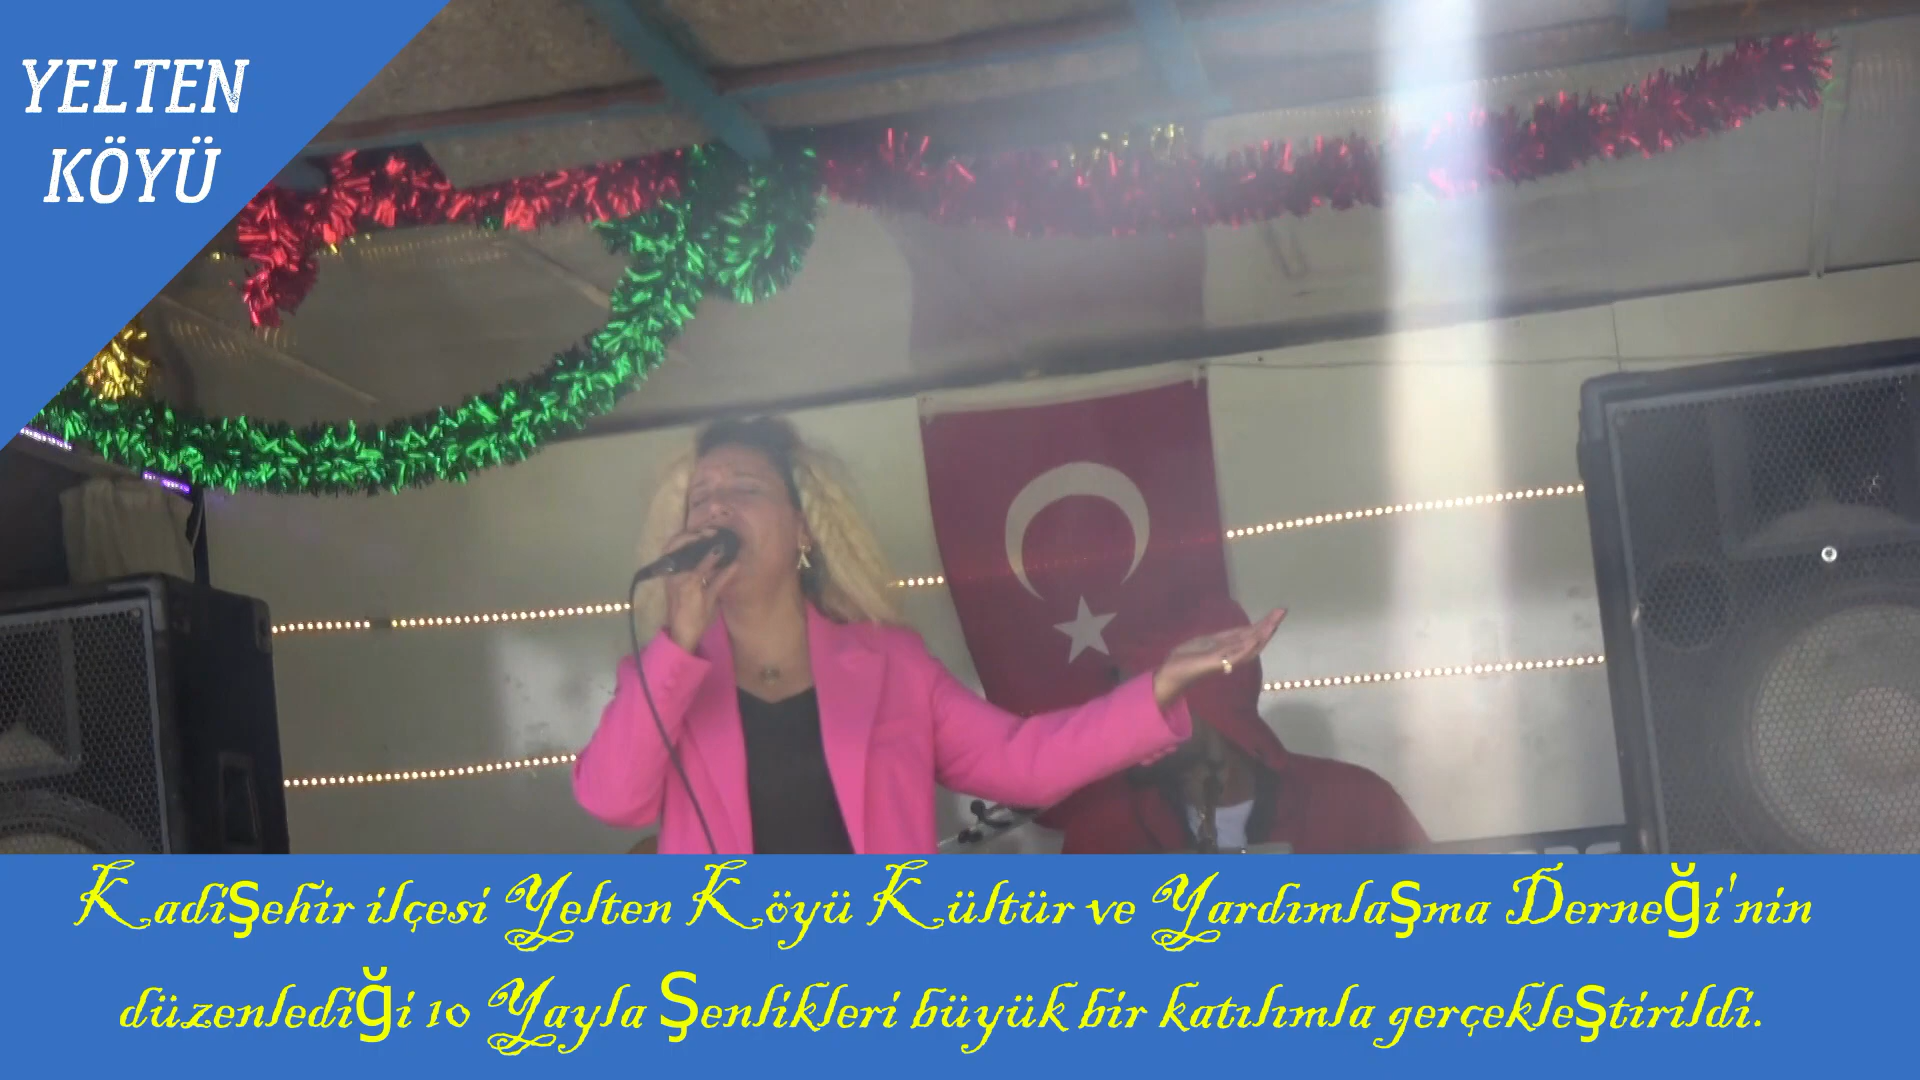 YELTEN
KÖYÜ
Kadişehir ilçesi Yelten Köyü Kültür ve Yardımlaşma Derneği'nin
düzenlediği 10 Yayla Şenlikleri büyük bir katılımla gerçekleştirildi.